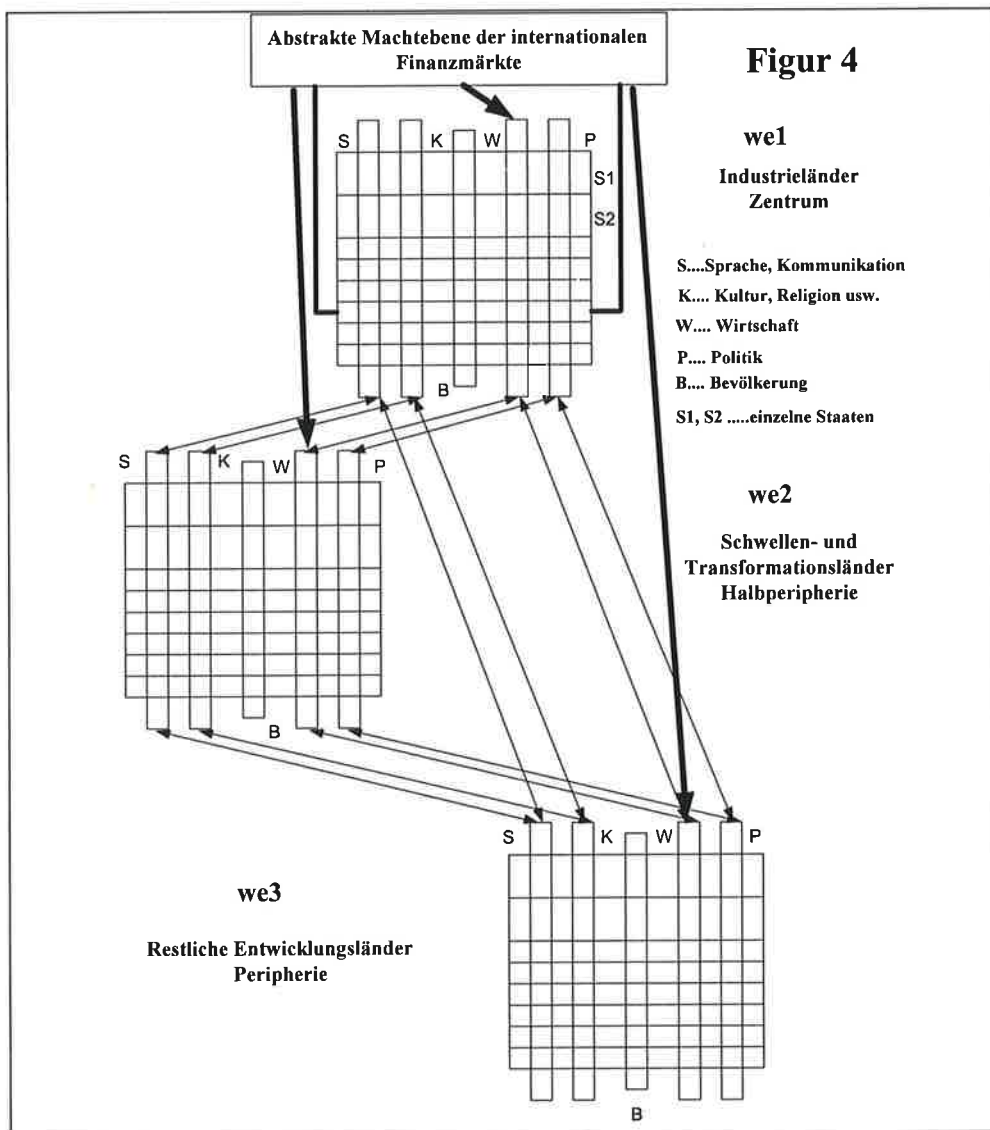 Abstrakte Machtebene der internationalen
Finanzmärkte
Figur 4
S K W P
we1
S1
Industrieländer
Zentrum
S2
S....Sprache, Kommunikation
K.... Kultur, Religion usw.
W.... Wirtschaft
P.... Politik
B
B.... Bevölkerung
S1, S2 .....einzelne Staaten
S K W P
we2
Schwellen- und
Transformationsländer
Halbperipherie
B
S K W P
we3
Restliche Entwicklungsländer
Peripherie
B